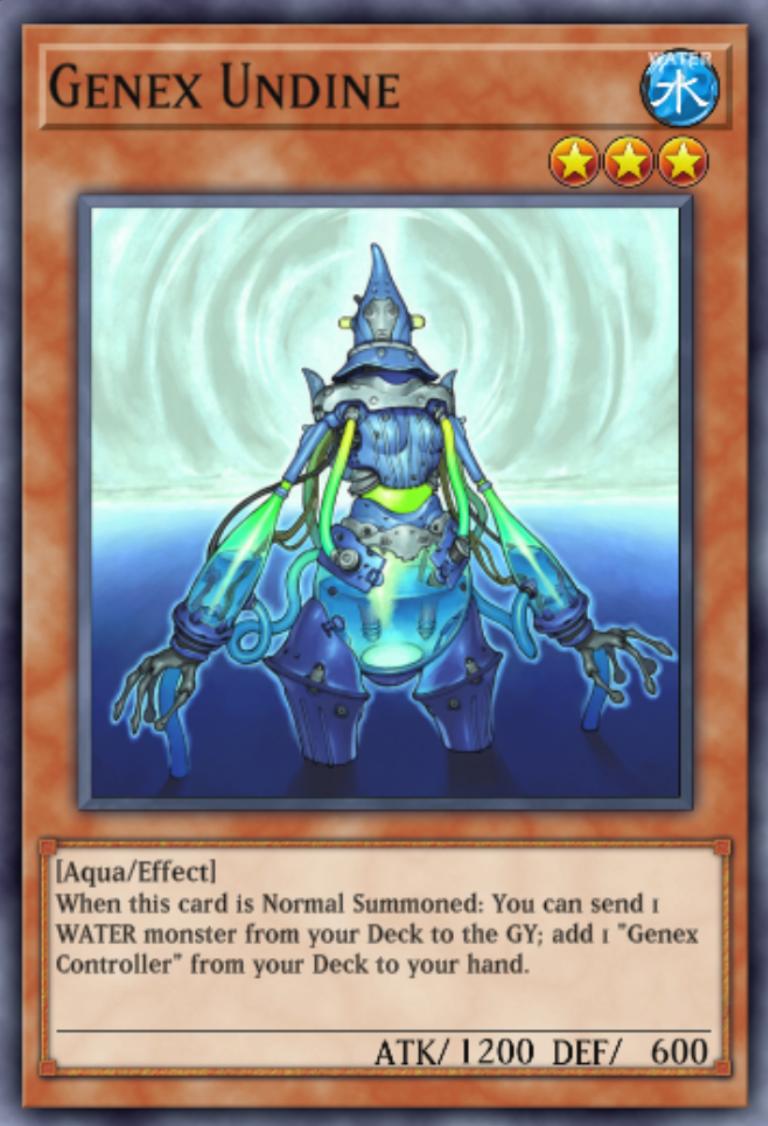 GENEX UNDINE
WATER
水
[Aqua/Effect]
When this card is Normal Summoned: You can send 1
WATER monster from your Deck to the GY; add 1 "Genex
Controller" from your Deck to your hand.
ATK/ 1200 DEF/ 600